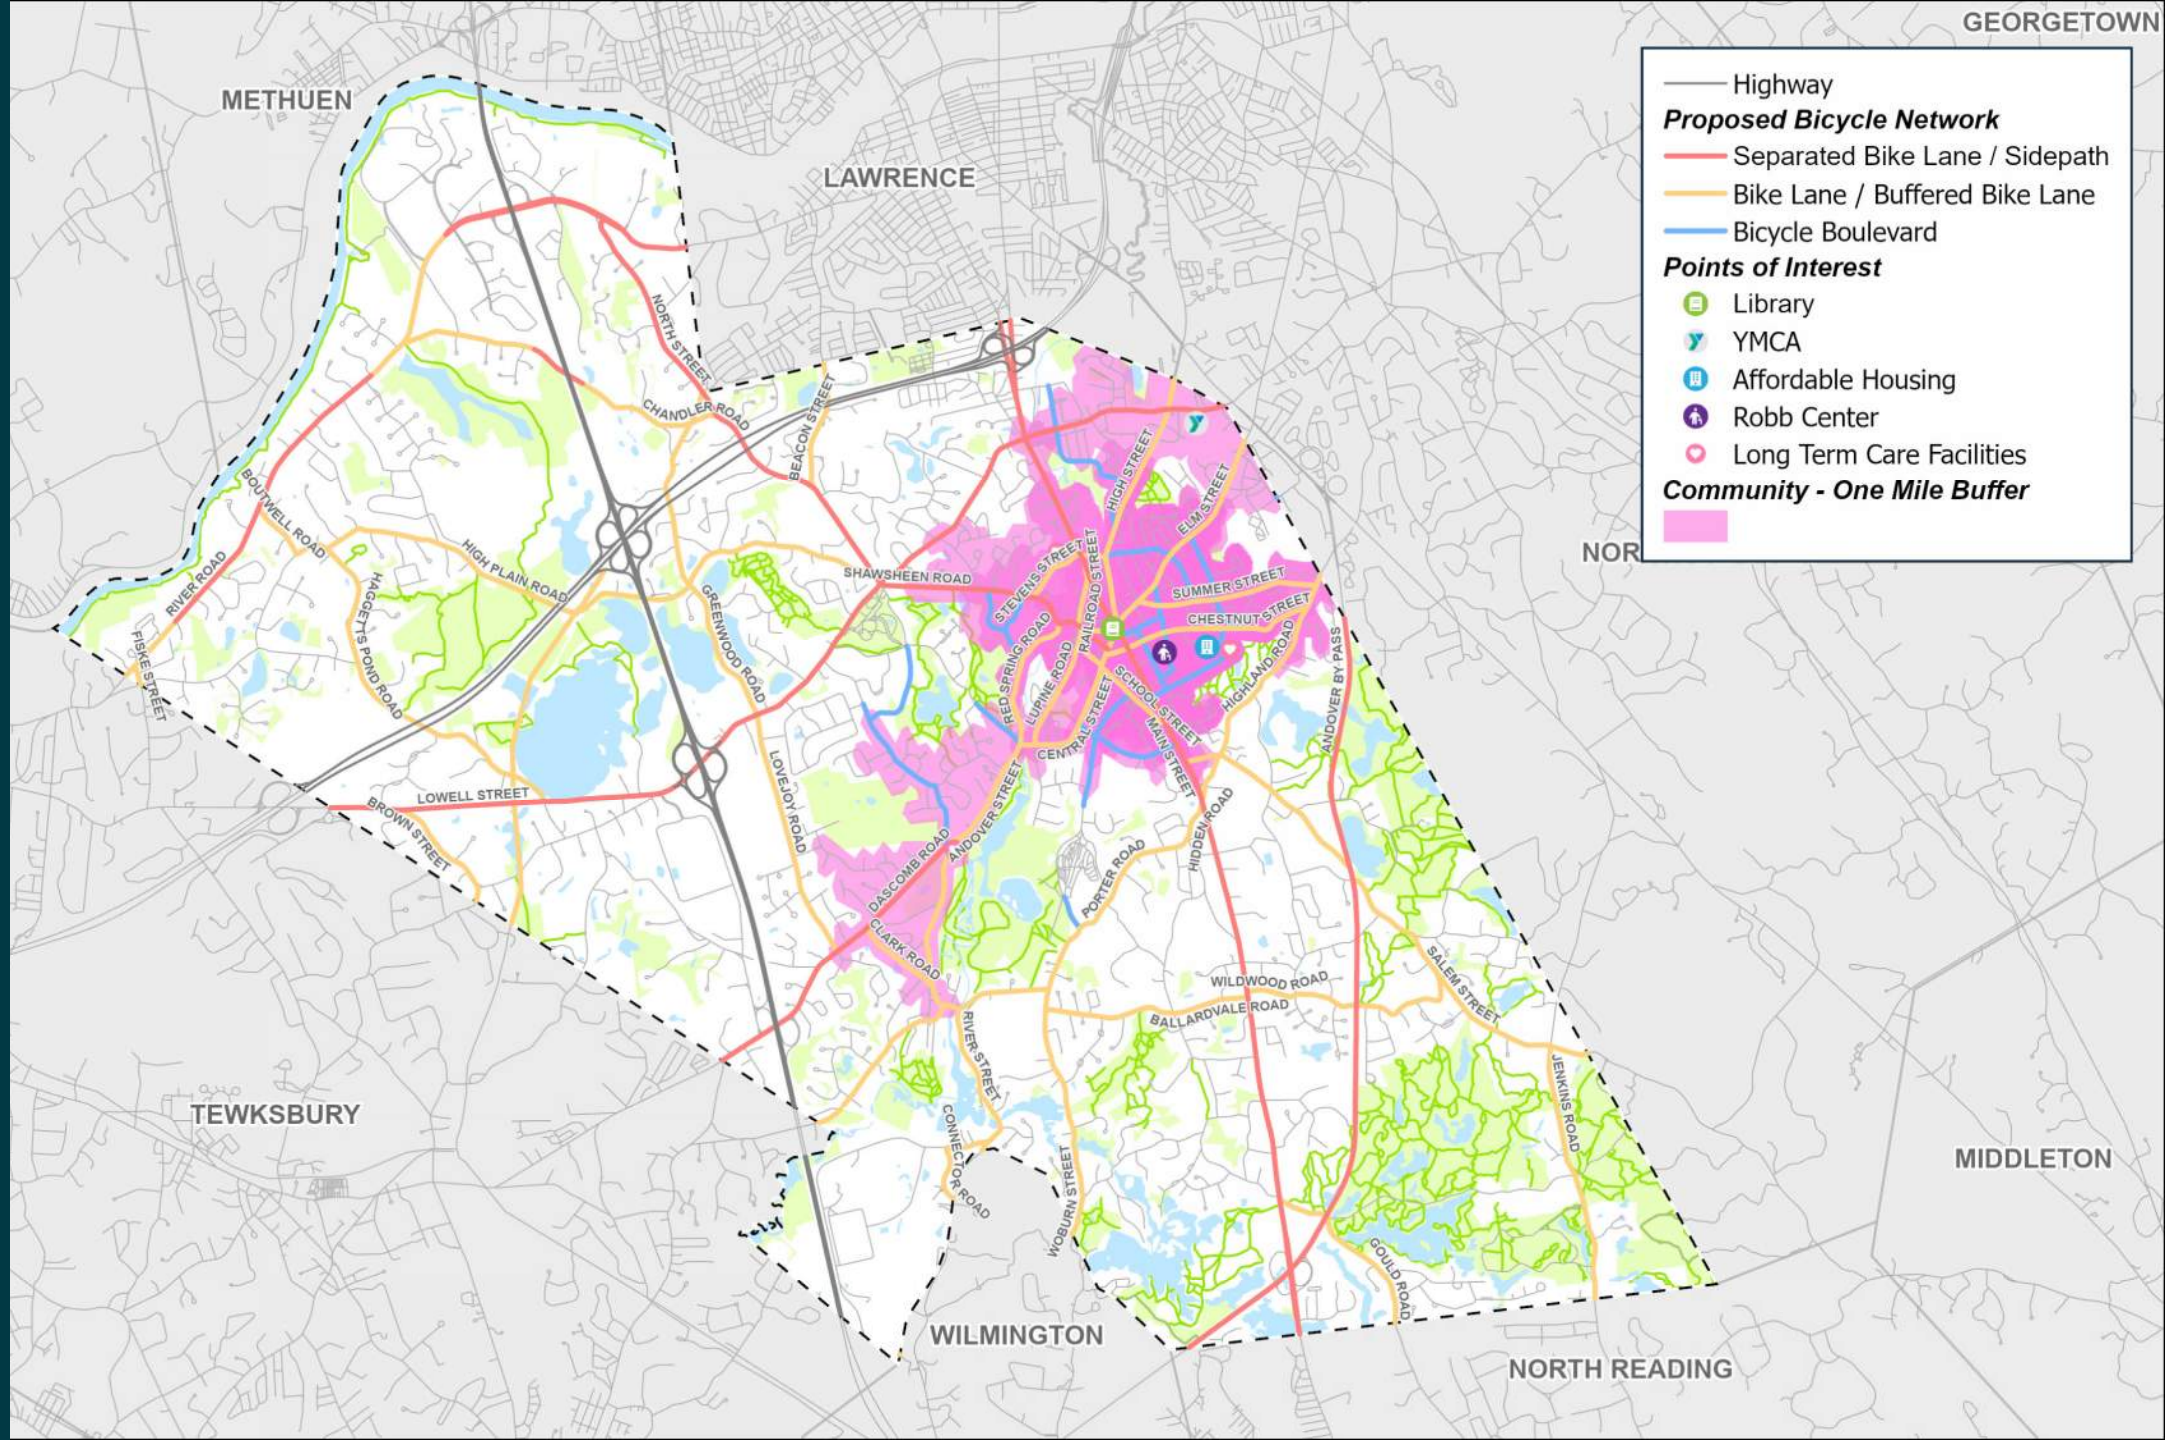 GEORGETOWN
METHUEN
LAWRENCE
NOR
TEWKSBURY
MIDDLETON
WILMINGTON
NORTH READING
Highway
Proposed Bicycle Network
Separated Bike Lane / Sidepath
Bike Lane / Buffered Bike Lane
Bicycle Boulevard
Points of Interest
Library
YMCA
Affordable Housing
Robb Center
Long Term Care Facilities
Community - One Mile Buffer
NORTH STREET
CHANDLER ROAD
BEACON STREET
HIGH STREET
ELM STREET
BOUTWELL ROAD
HIGH PLAIN ROAD
RIVER ROAD
HAGGETTS POND ROAD
FISKE STREET
SHAWSHEEN ROAD
STEVENS STREET
RAILROAD STREET
SUMMER STREET
CHESTNUT STREET
GREENWOOD ROAD
RED SPRING ROAD
LUPINE ROAD
CENTRAL STREET
SCHOOL STREET
HIGHLAND ROAD
MAIN STREET
ANDOVER BY PASS
LOVEJOY ROAD
LOWELL STREET
BROWN STREET
ANDOVER STREET
DASCOMB ROAD
HIDDEN ROAD
PORTER ROAD
CLARK ROAD
SALEM STREET
WILDWOOD ROAD
BALLARDVALE ROAD
RIVER STREET
JENKINS ROAD
CONNECTOR ROAD
WOBURN STREET
GOULD ROAD